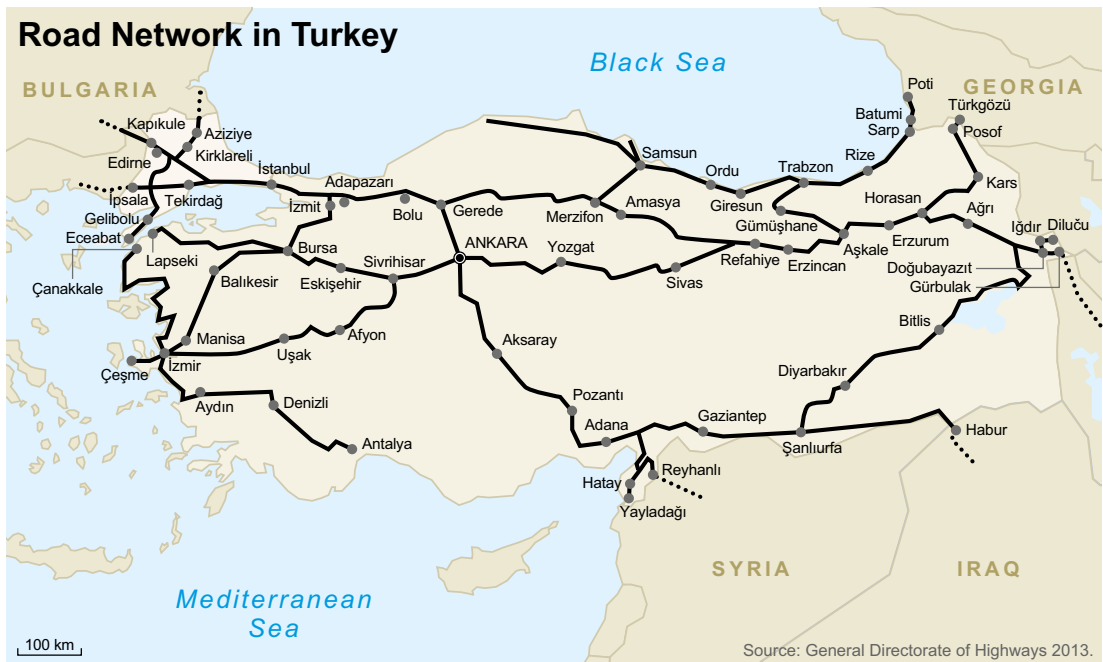 Road Network in Turkey
Black Sea
BULGARIA
GEORGIA
Poti
Türkgözü
Batumi
Sarp
Posof
Kapıkule
Aziziye
Edirne
Kirklareli
İstanbul
Samsun
Ordu
Trabzon
Rize
Kars
İpsala
Tekirdağ
Adapazarı
İzmit
Bolu
Gerede
Merzifon
Amasya
Giresun
Gümüşhane
Horasan
Ağrı
Gelibolu
Eceabat
Lapseki
Bursa
ANKARA
Yozgat
Refahiye
Erzincan
Aşkale
Erzurum
Iğdır
Diluču
Doğubayazıt
Gürbulak
Çanakkale
Balıkesir
Eskişehir
Sivrihisar
Sivas
Bitlis
Manisa
Uşak
Afyon
Aksaray
Çeşme
İzmir
Diyarbakır
Aydın
Denizli
Pozantı
Antalya
Adana
Gaziantep
Şanlıurfa
Habur
Hatay
Reyhanlı
Yayladağı
SYRIA
IRAQ
Mediterranean
Sea
100 km
Source: General Directorate of Highways 2013.